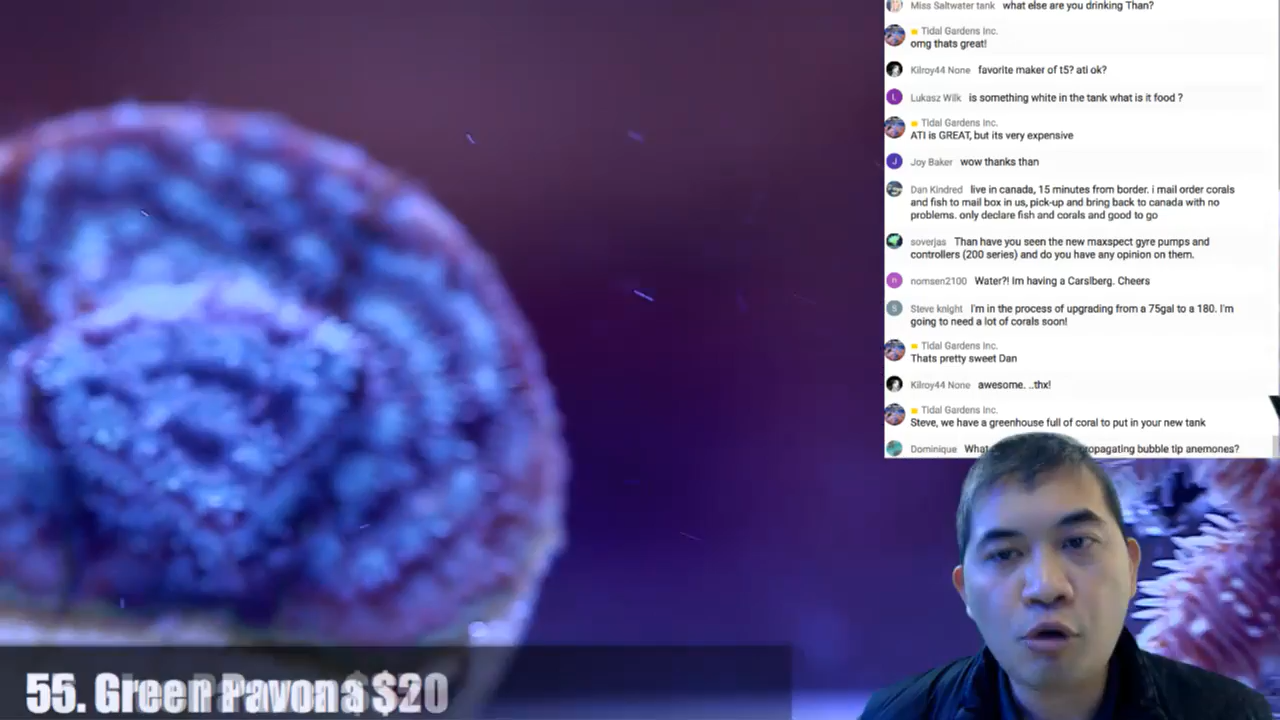 Miss Saltwater tank what else are you drinking Than?
Tidal Gardens Inc.
omg thats great!
Kilroy44 None favorite maker of t5? ati ok?
L Lukasz Wilk is something white in the tank what is it food ?
Tidal Gardens Inc.
ATI is GREAT, but its very expensive
J Joy Baker wow thanks than
Dan Kindred live in canada, 15 minutes from border. i mail order corals
and fish to mail box in us, pick-up and bring back to canada with no
problems. only declare fish and corals and good to go
soverjas Than have you seen the new maxspect gyre pumps and
controllers (200 series) and do you have any opinion on them.
n nomsen2100 Water?! Im having a Carslberg. Cheers
S Steve knight I'm in the process of upgrading from a 75gal to a 180. I'm
going to need a lot of corals soon!
Tidal Gardens Inc.
Thats pretty sweet Dan
Kilroy44 None awesome. ..thx!
Tidal Gardens Inc.
Steve, we have a greenhouse full of coral to put in your new tank
Dominique bubble tip anemones?
55. Green Pavona $20